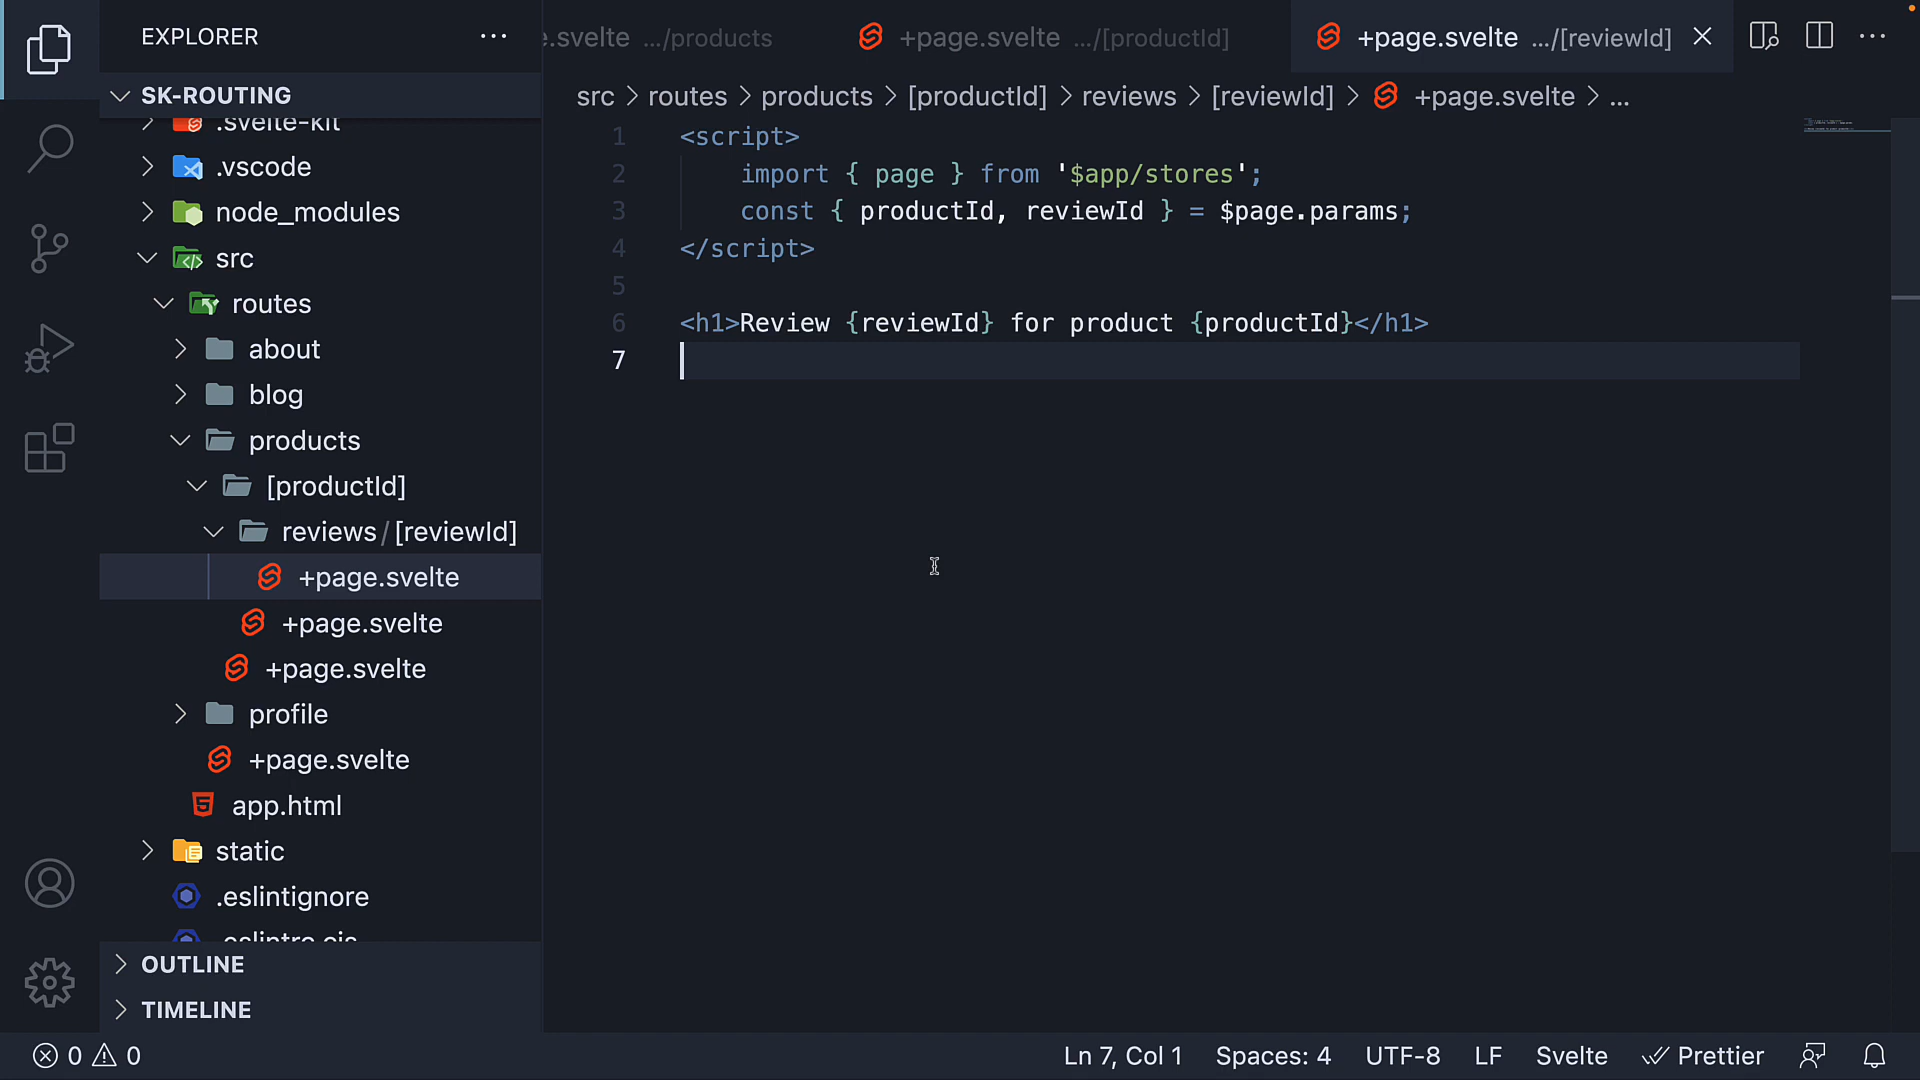 EXPLORER
SK-ROUTING
.svelte-kit
.vscode
node_modules
src
routes
about
blog
products
[productId]
reviews/[reviewId]
+page.svelte
+page.svelte
+page.svelte
profile
+page.svelte
app.html
static
.eslintignore
.eslintrc.cjs
OUTLINE
TIMELINE
.svelte .../products
+page.svelte .../[productId]
+page.svelte .../[reviewId]
src > routes > products > [productId] > reviews > [reviewId] > +page.svelte > ...
1 <script>
2 import { page } from '$app/stores';
3 const { productId, reviewId } = $page.params;
4 </script>
5
6 <h1>Review {reviewId} for product {productId}</h1>
7
0 0
Ln 7, Col 1 Spaces: 4 UTF-8 LF Svelte Prettier